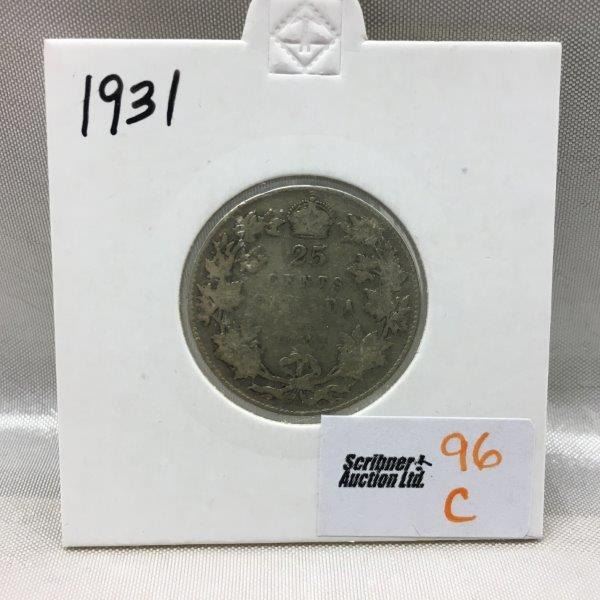 1931
25
CENTS
CANADA
Scribner
Auction Ltd.
96
C